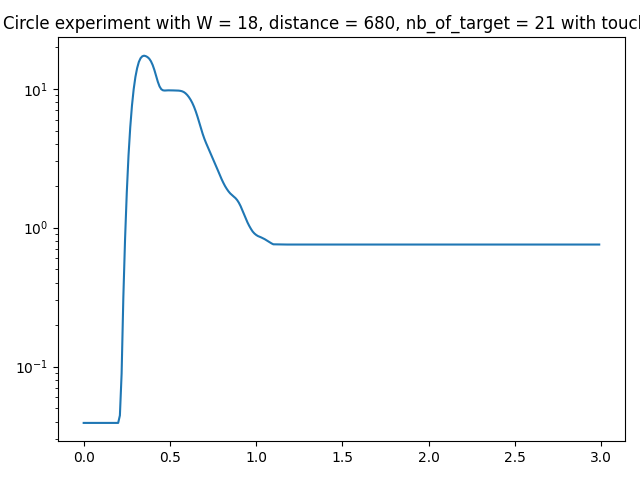 Circle experiment with W = 18, distance = 680, nb_of_target = 21 with touch
10¹
10⁰
10⁻¹
0.0 0.5 1.0 1.5 2.0 2.5 3.0